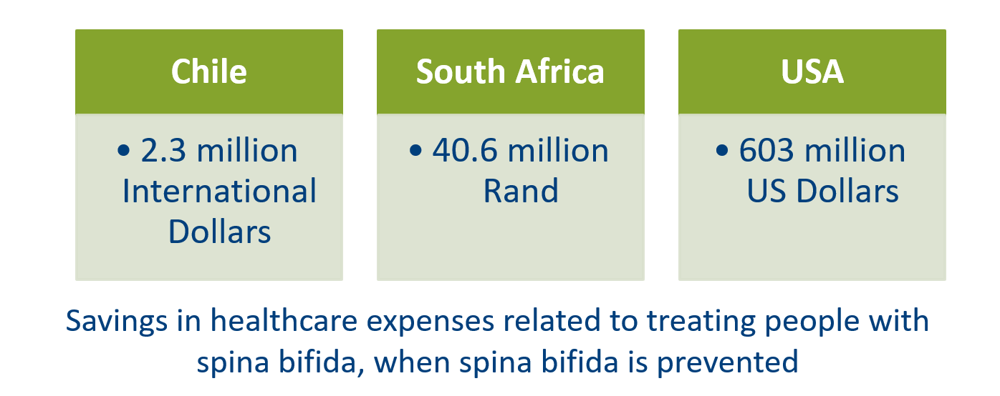 Chile
• 2.3 million
International
Dollars
South Africa
• 40.6 million
Rand
USA
• 603 million
US Dollars
Savings in healthcare expenses related to treating people with
spina bifida, when spina bifida is prevented